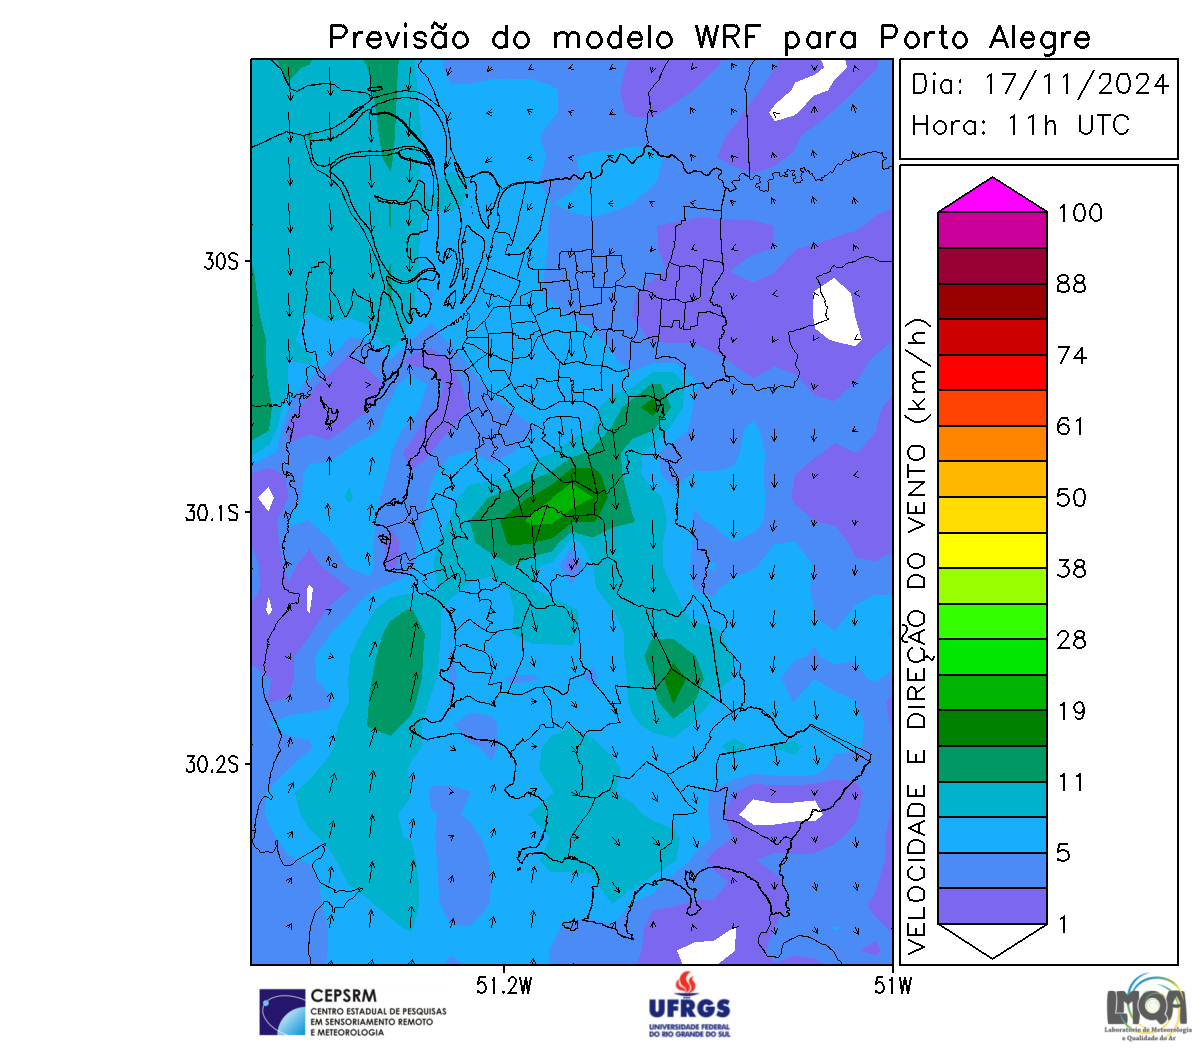 Previsão do modelo WRF para Porto Alegre
Dia: 17/11/2024
Hora: 11h UTC
30S
30.1S
30.2S
51.2W
51W
VELOCIDADE E DIREÇÃO DO VENTO (km/h)
100
88
74
61
50
38
28
19
11
5
1
CEPSRM
CENTRO ESTADUAL DE PESQUISAS
EM SENSORIAMENTO REMOTO
E METEOROLOGIA
UFRGS
UNIVERSIDADE FEDERAL
DO RIO GRANDE DO SUL
LMQA
Laboratório de Meteorologia
e Qualidade do Ar